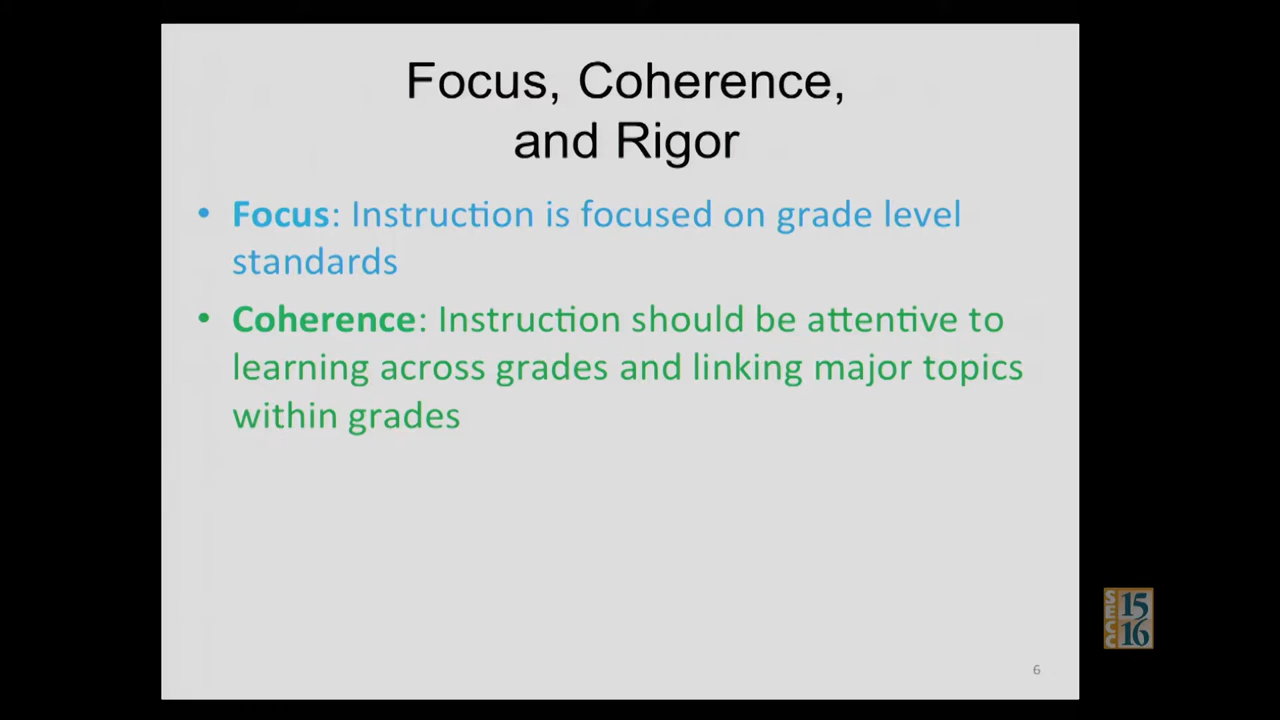 Focus, Coherence,
and Rigor
• Focus: Instruction is focused on grade level
standards
• Coherence: Instruction should be attentive to
learning across grades and linking major topics
within grades
SECC
15
16
6